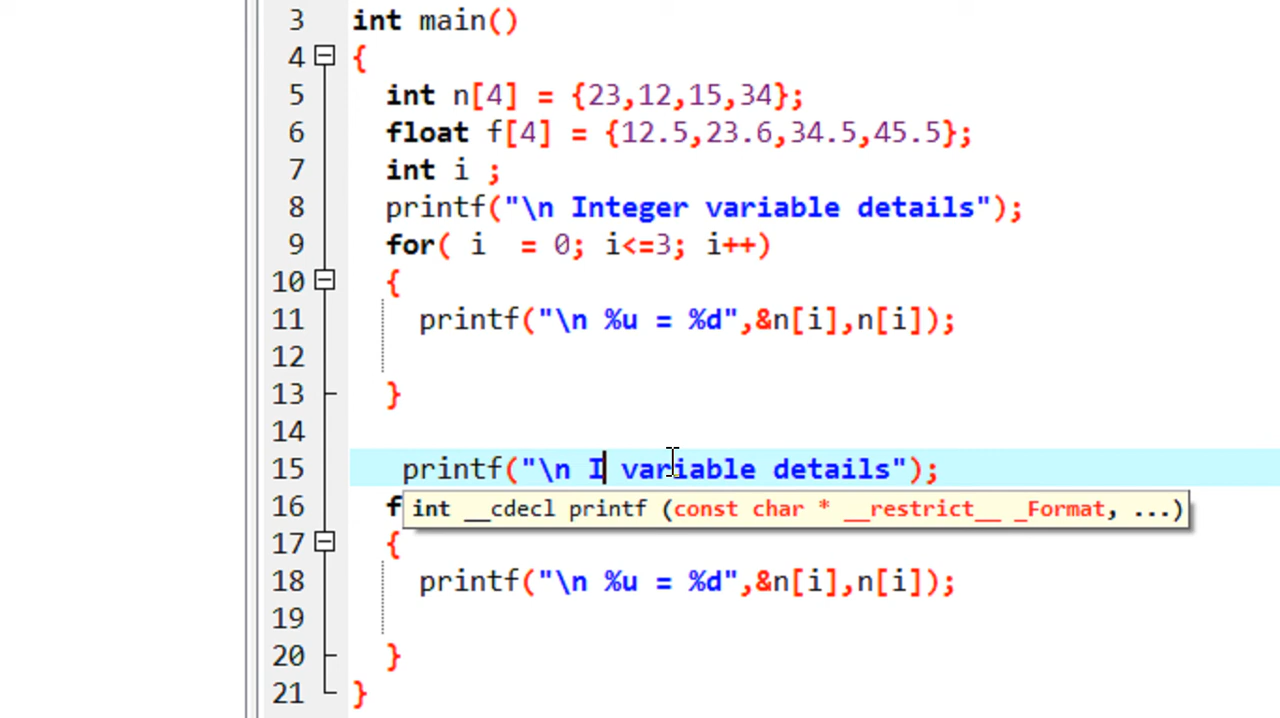 3 int main()
4 {
5 int n[4] = {23,12,15,34};
6 float f[4] = {12.5,23.6,34.5,45.5};
7 int i ;
8 printf("\n Integer variable details");
9 for( i  = 0; i<=3; i++)
10 {
11 printf("\n %u = %d",&n[i],n[i]);
12
13 }
14
15 printf("\n I variable details");
16 f
int __cdecl printf (const char * __restrict__ _Format, ...)
17 {
18 printf("\n %u = %d",&n[i],n[i]);
19
20 }
21 }